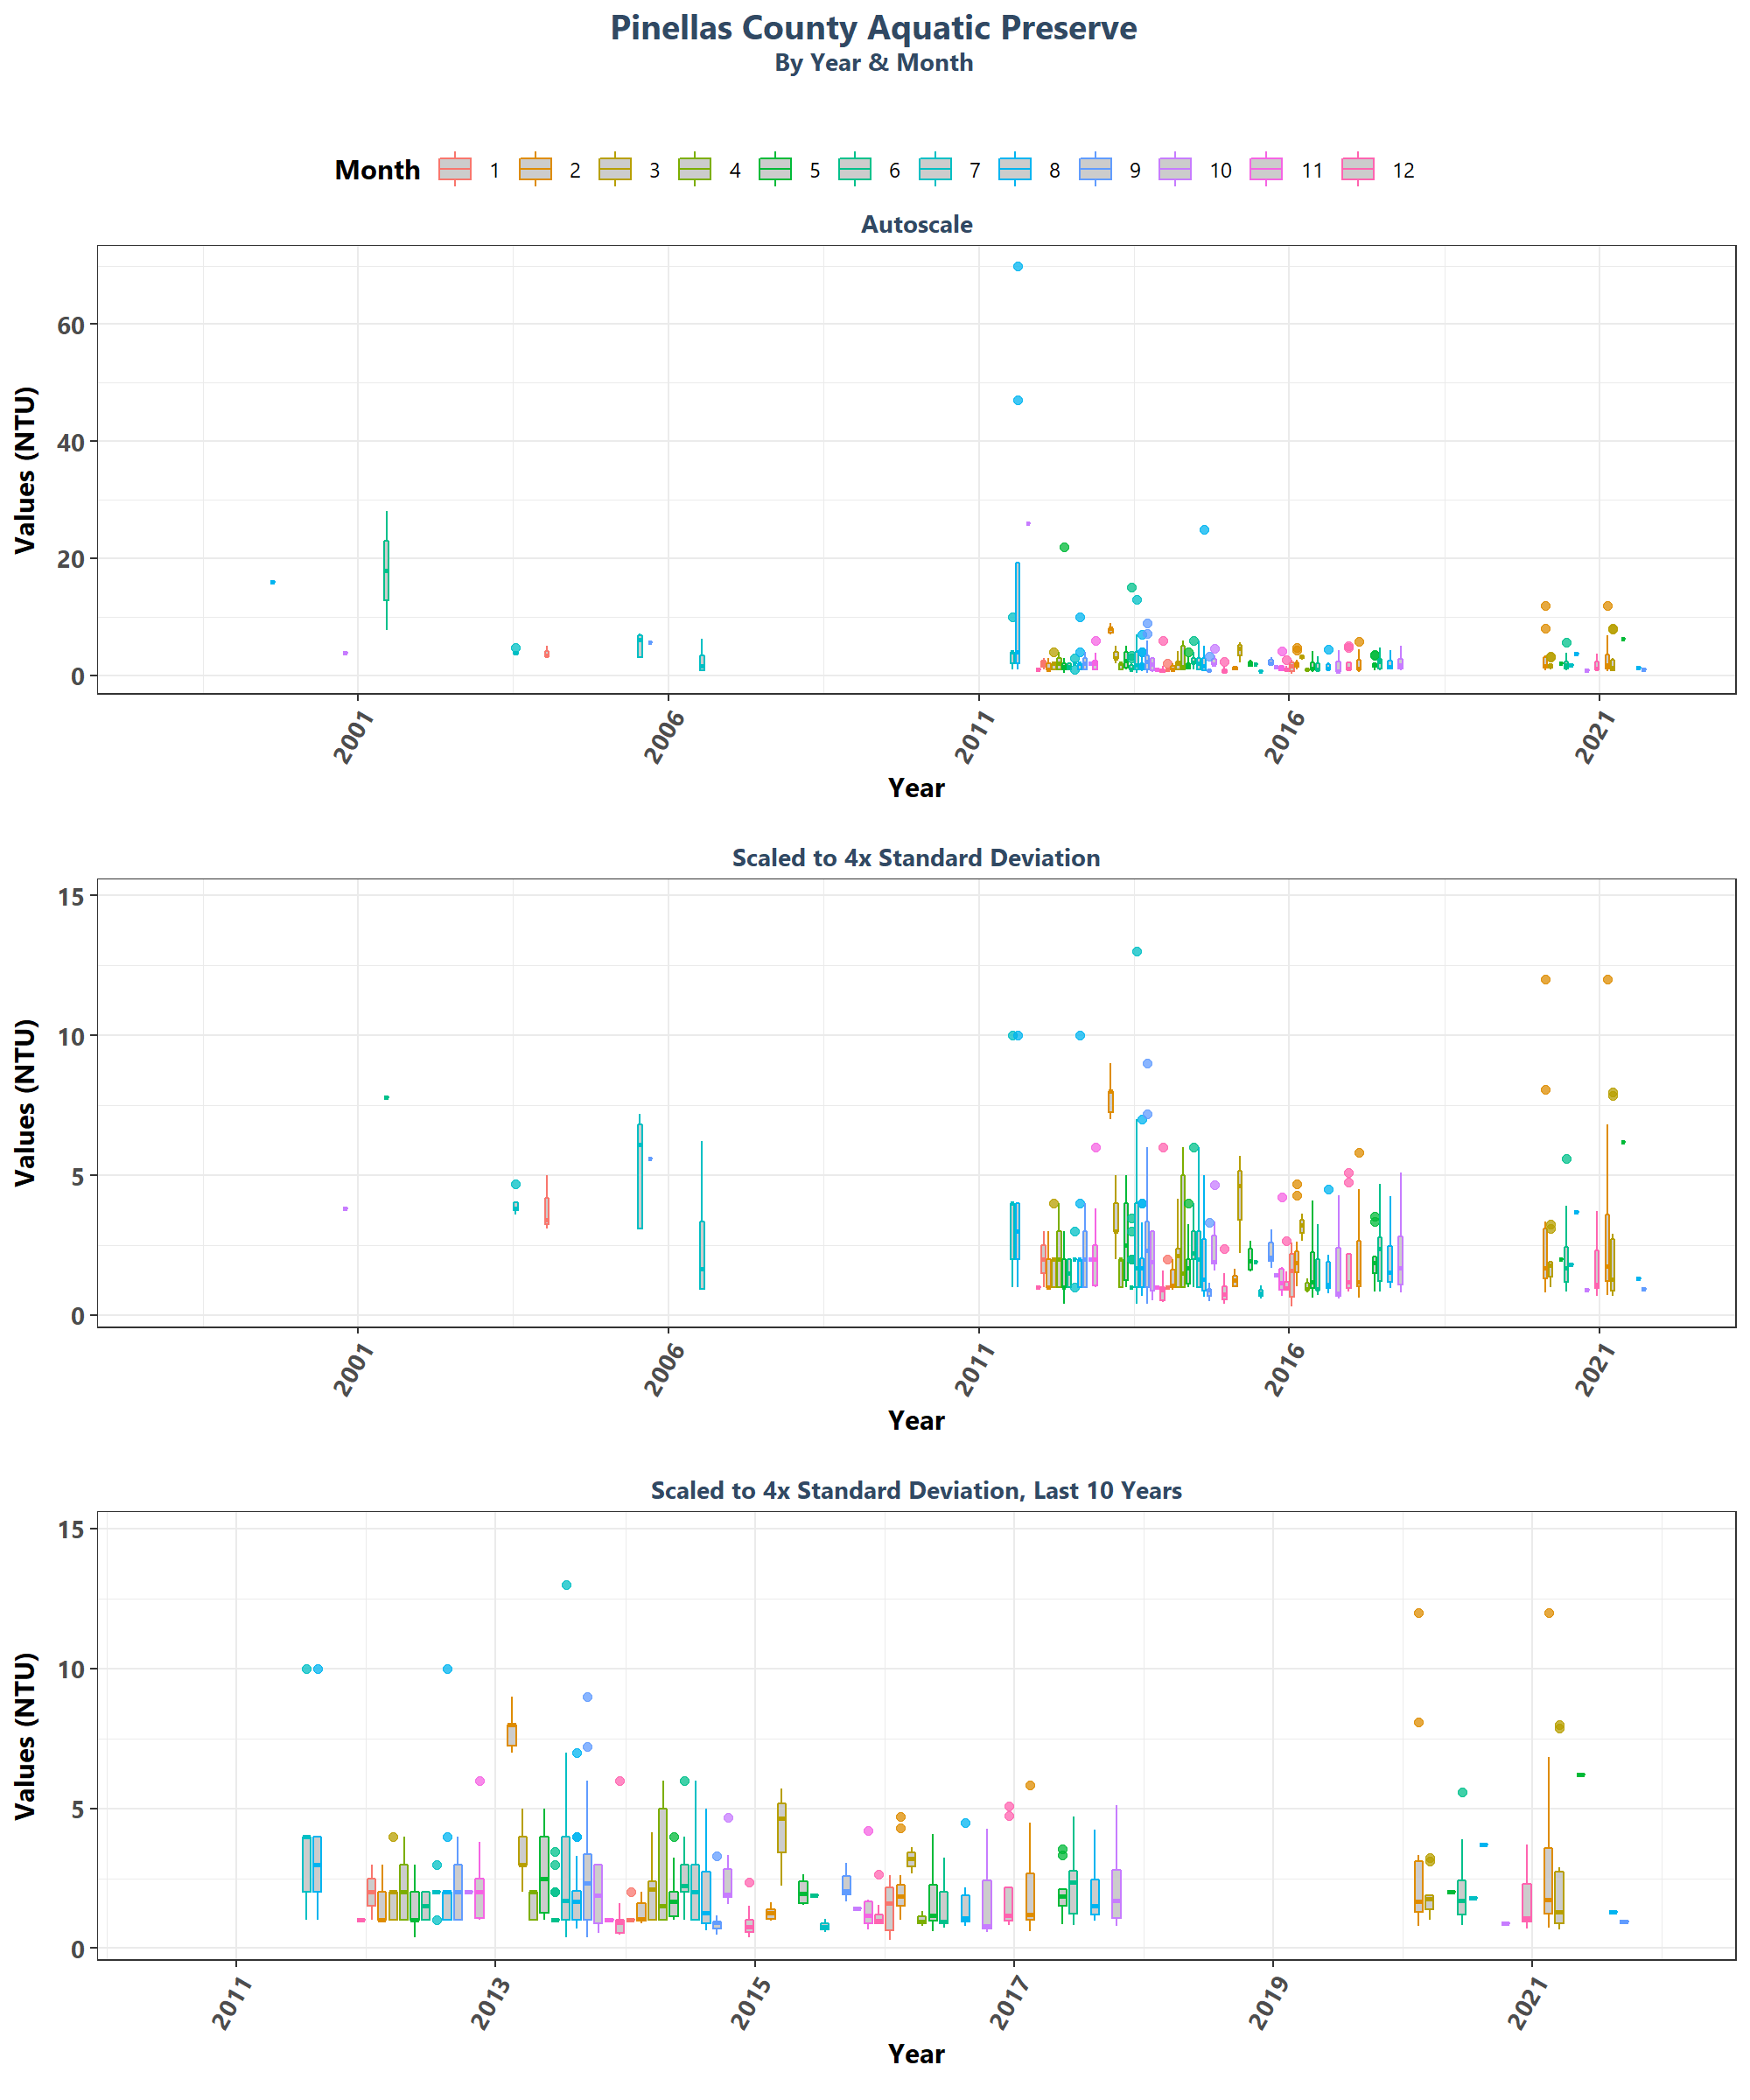 Pinellas County Aquatic Preserve
By Year & Month
Month 1 2 3 4 5 6 7 8 9 10 11 12
Autoscale
Values (NTU)
60
40
20
0
2001 2006 2011 2016 2021
Year
Scaled to 4x Standard Deviation
Values (NTU)
15
10
5
0
2001 2006 2011 2016 2021
Year
Scaled to 4x Standard Deviation, Last 10 Years
Values (NTU)
15
10
5
0
2011 2013 2015 2017 2019 2021
Year